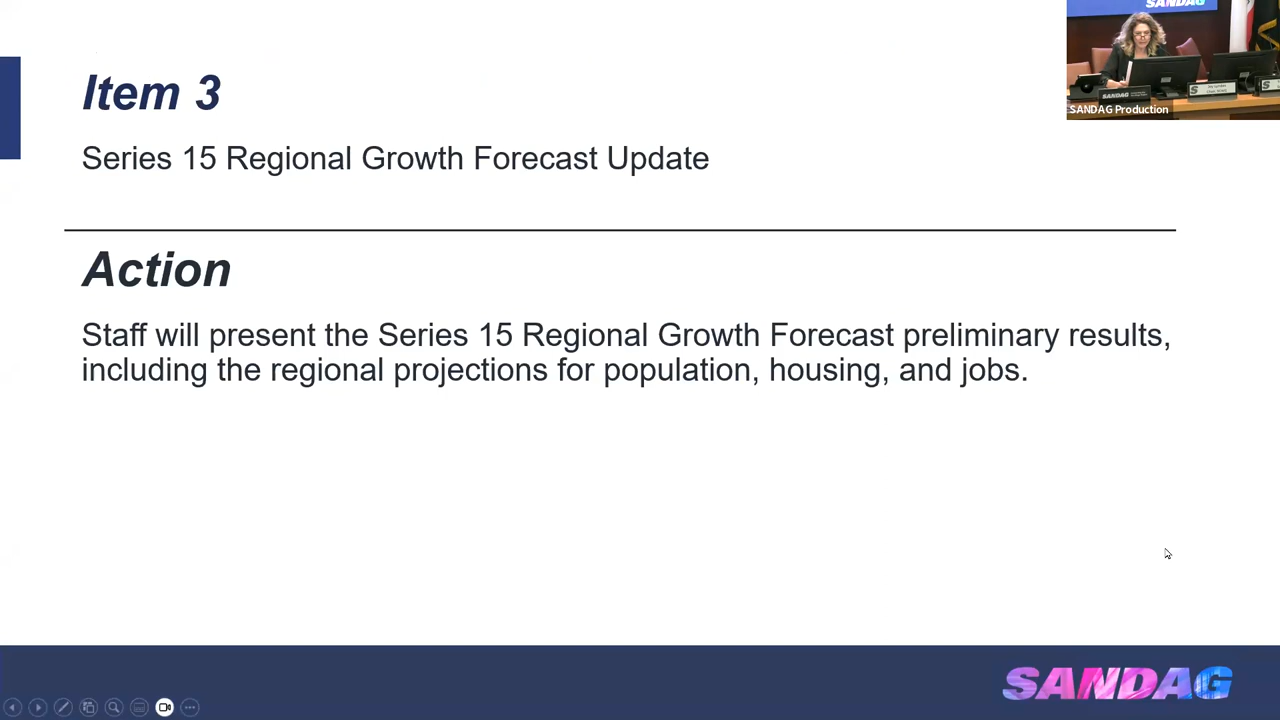 SANDAG
SANDAG
SANDAG Production
Item 3
Series 15 Regional Growth Forecast Update
Action
Staff will present the Series 15 Regional Growth Forecast preliminary results,
including the regional projections for population, housing, and jobs.
SANDAG